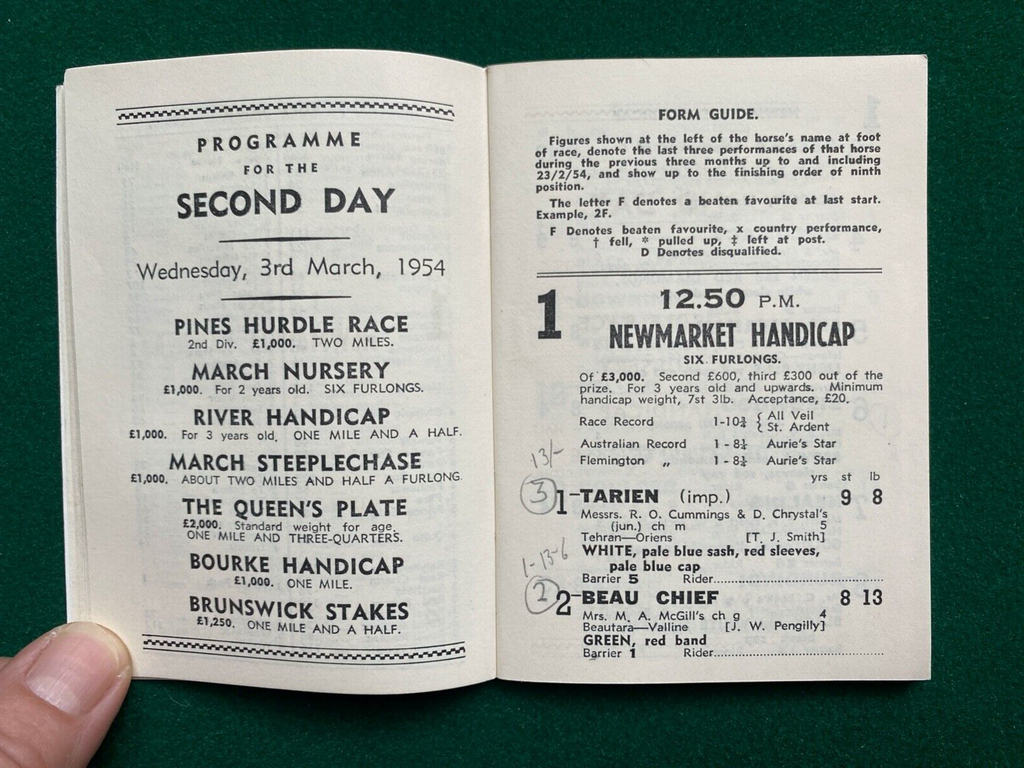 PROGRAMME
FOR THE
SECOND DAY
Wednesday, 3rd March, 1954
PINES HURDLE RACE
2nd Div. £1,000. TWO MILES.
MARCH NURSERY
£1,000. For 2 years old. SIX FURLONGS.
RIVER HANDICAP
£1,000. For 3 years old. ONE MILE AND A HALF.
MARCH STEEPLECHASE
£1,000. ABOUT TWO MILES AND HALF A FURLONG.
THE QUEEN'S PLATE
£2,000. Standard weight for age.
ONE MILE AND THREE-QUARTERS.
BOURKE HANDICAP
£1,000. ONE MILE.
BRUNSWICK STAKES
£1,250. ONE MILE AND A HALF.
FORM GUIDE.
Figures shown at the left of the horse's name at foot
of race, denote the last three performances of that horse
during the previous three months up to and including
23/2/54, and show up to the finishing order of ninth
position.
The letter F denotes a beaten favourite at last start.
Example, 2F.
F Denotes beaten favourite, x country performance,
† fell, * pulled up, ‡ left at post.
D Denotes disqualified.
1 12.50 P.M.
NEWMARKET HANDICAP
SIX FURLONGS.
Of £3,000. Second £600, third £300 out of the
prize. For 3 years old and upwards. Minimum
handicap weight, 7st 3lb. Acceptance, £20.
Race Record 1-10¾ { All Veil
{ St. Ardent
Australian Record 1 - 8¼ Aurie's Star
Flemington „ 1 - 8¼ Aurie's Star
13/-
yrs st lb
3 1-TARIEN (imp.) 9 8
Messrs. R. O. Cummings & D. Chrystal's
(jun.) ch m 5
Tehran—Oriens [T. J. Smith]
WHITE, pale blue sash, red sleeves,
pale blue cap
1-13-6
Barrier 5 Rider
2 2-BEAU CHIEF 8 13
Mrs. M. A. McGill's ch g 4
Beautara—Valline [J. W. Pengilly]
GREEN, red band
Barrier 1 Rider